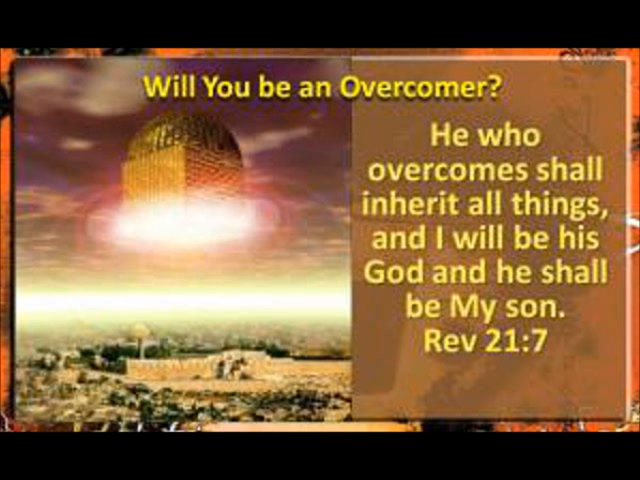 Will You be an Overcomer?
He who
overcomes shall
inherit all things,
and I will be his
God and he shall
be My son.
Rev 21:7